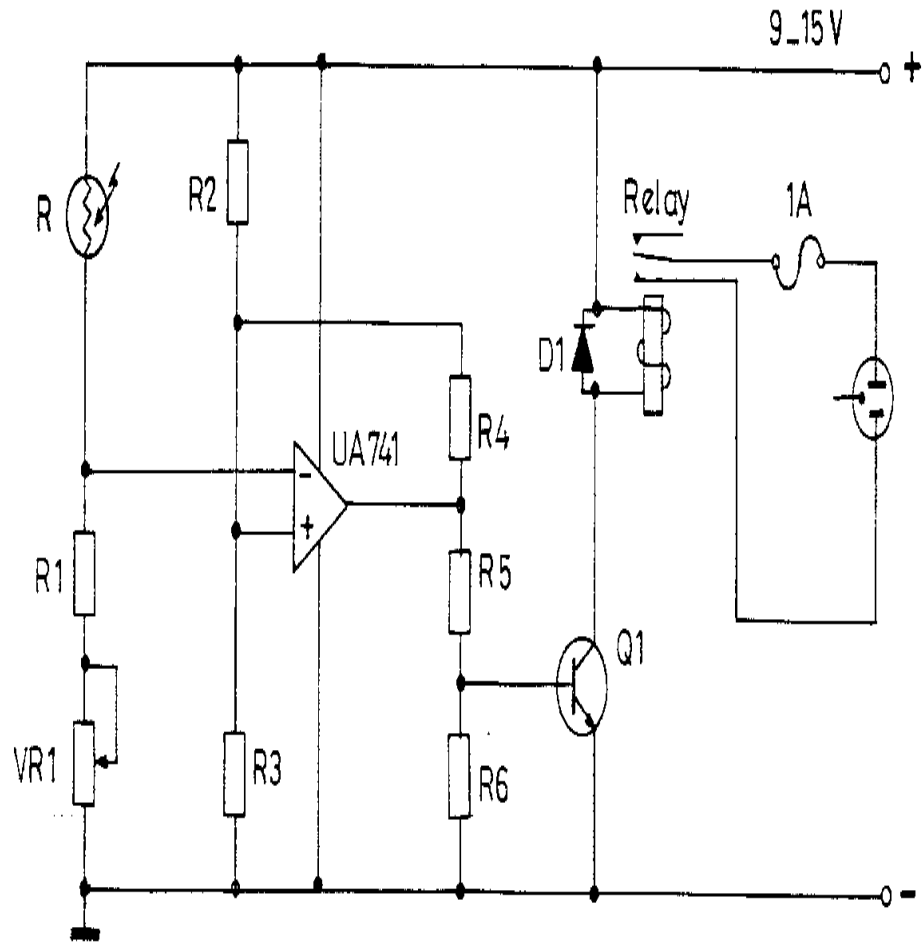 9_15V
+
Relay
1A
R
R2
D1
R4
UA741
-
+
R1
R5
Q1
VR1
R3
R6
-